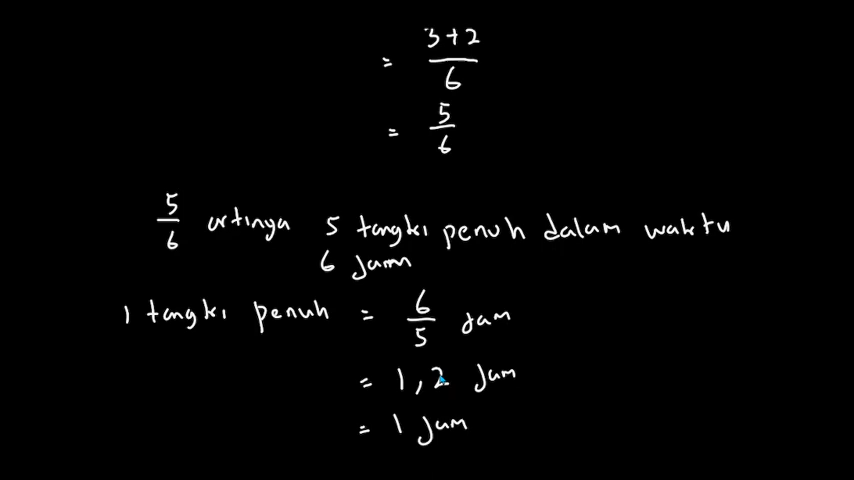 = 3+2/6
= 5/6
5/6 artinya 5 tangki penuh dalam waktu
6 jam
1 tangki penuh = 6/5 jam
= 1,2 jam
= 1 jam